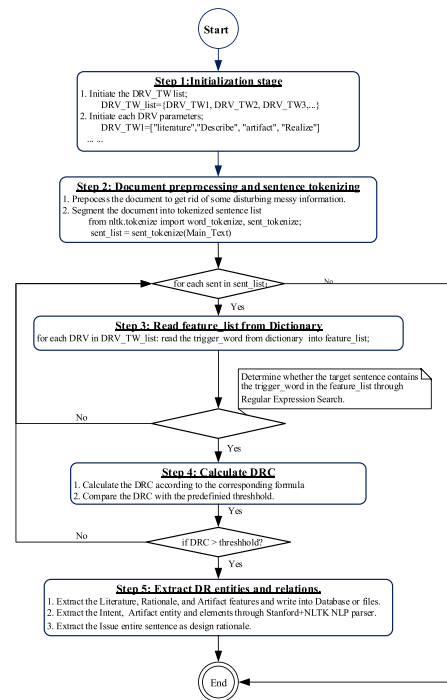 Start
Step 1:Initialization stage
1. Initiate the DRV_TW list;
DRV_TW_list={DRV_TW1, DRV_TW2, DRV_TW3,...}
2. Initiate each DRV parameters;
DRV_TW1=["literature","Describe", "artifact", "Realize"]
... ...
Step 2: Document preprocessing and sentence tokenizing
1. Prepocess the document to get rid of some disturbing messy information.
2. Segment the document into tokenized sentence list
from nltk.tokenize import word_tokenize, sent_tokenize;
sent_list = sent_tokenize(Main_Text)
for each sent in sent_list;
No
Yes
Step 3: Read feature_list from Dictionary
for each DRV in DRV_TW_list: read the trigger_word from dictionary into feature_list;
Determine whether the target sentence contains
the trigger_word in the feature_list through
Regular Expression Search.
No
Yes
Step 4: Calculate DRC
1. Calculate the DRC according to the corresponding formula
2. Compare the DRC with the predefinied threshhold.
Yes
No
if DRC > threshhold?
Yes
Step 5: Extract DR entities and relations.
1. Extract the Literature, Rationale, and Artifact features and write into Database or files.
2. Extract the Intent, Artifact entity and elements through Stanford+NLTK NLP parser.
3. Extract the Issue entire sentence as design rationale.
End